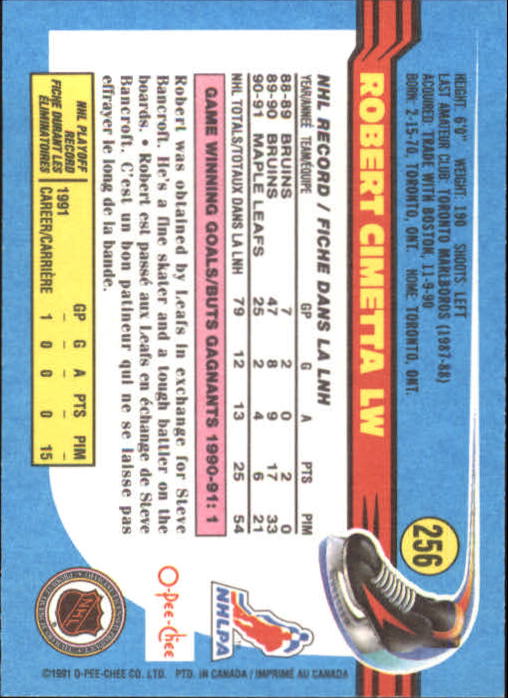 256
HEIGHT: 6'0" WEIGHT: 190 SHOOTS: LEFT
LAST AMATEUR CLUB: TORONTO MARLBOROS (1987-88)
ACQUIRED: TRADE WITH BOSTON, 11-9-90
BORN: 2-15-70, TORONTO, ONT. HOME: TORONTO, ONT.
ROBERT CIMETTA LW
NHL RECORD / FICHE DANS LA LNH
YEAR/ANNÉE TEAM/ÉQUIPE GP G A PTS PIM
88-89 BRUINS 7 2 0 2 0
89-90 BRUINS 47 8 9 17 33
90-91 MAPLE LEAFS 25 2 4 6 21
NHL TOTALS/TOTAUX DANS LA LNH 79 12 13 25 54
GAME WINNING GOALS/BUTS GAGNANTS 1990-91: 1
Robert was obtained by Leafs in exchange for Steve
Bancroft. He's a fine skater and a tough battler on the
boards. • Robert est passé aux Leafs en échange de Steve
Bancroft. C'est un bon patineur qui ne se laisse pas
effrayer le long de la bande.
NHL PLAYOFF
RECORD
FICHE DURANT LES
ÉLIMINATOIRES
GP G A PTS PIM
1991 – – – – –
CAREER/CARRIÈRE 1 0 0 0 15
NHLPA
O-Pee-Chee
NHL
©1991 O-PEE-CHEE CO. LTD. PTD. IN CANADA / IMPRIMÉ AU CANADA